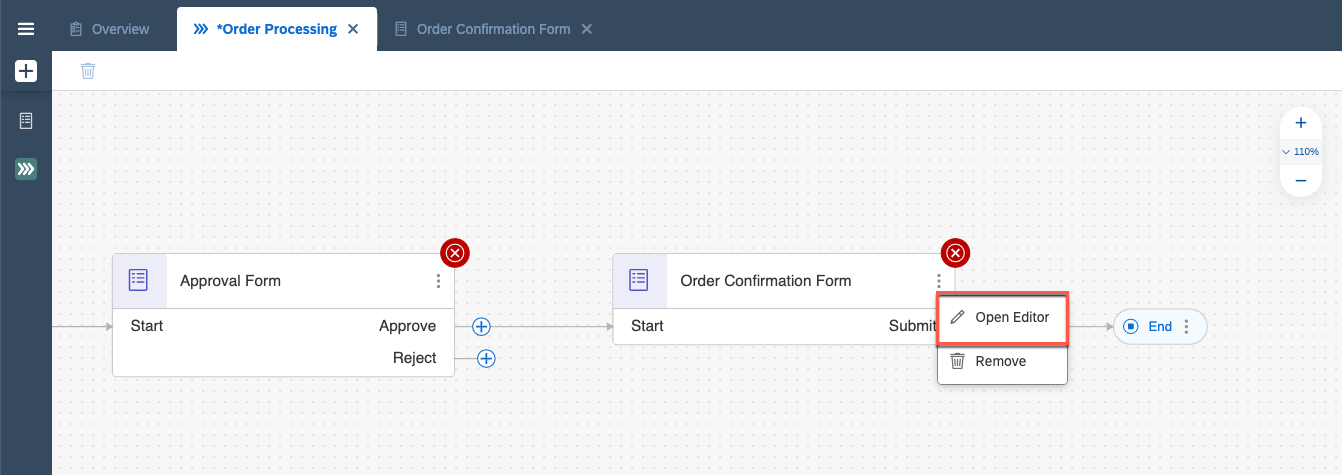 Overview
*Order Processing
Order Confirmation Form
110%
Approval Form
Order Confirmation Form
Start
Approve
Start
Submit
Open Editor
End
Reject
Remove